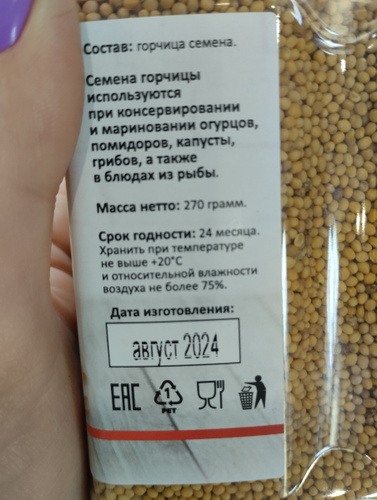 Состав: горчица семена.
Семена горчицы
используются
при консервировании
и мариновании огурцов,
помидоров, капусты,
грибов, а также
в блюдах из рыбы.
Масса нетто: 270 грамм.
Срок годности: 24 месяца.
Хранить при температуре
не выше +20°С
и относительной влажности
воздуха не более 75%.
Дата изготовления:
август 2024
ЕАС 1
PET